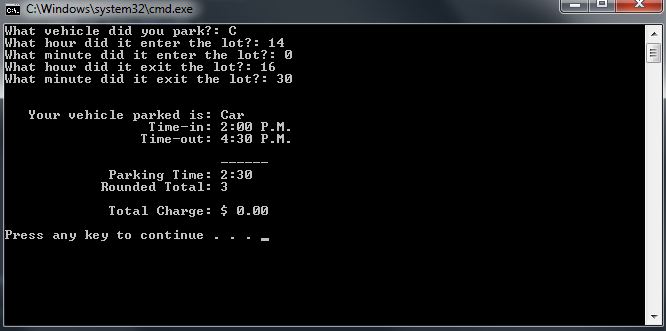 C:\Windows\system32\cmd.exe
What vehicle did you park?: C
What hour did it enter the lot?: 14
What minute did it enter the lot?: 0
What hour did it exit the lot?: 16
What minute did it exit the lot?: 30
Your vehicle parked is: Car
Time-in: 2:00 P.M.
Time-out: 4:30 P.M.
______
Parking Time: 2:30
Rounded Total: 3
Total Charge: $ 0.00
Press any key to continue . . . _